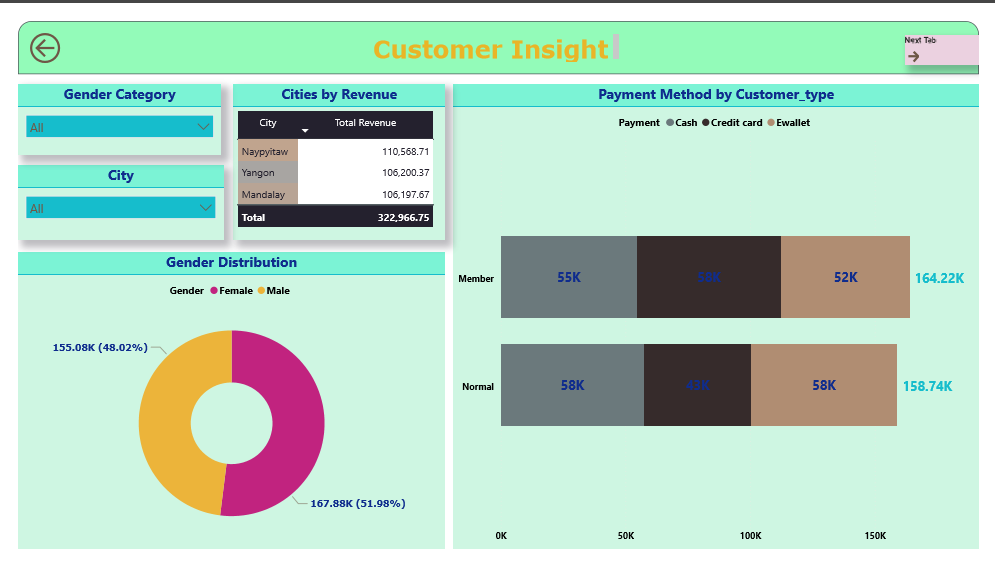 Customer Insight
Next Tab
Gender Category
All
City
All
Cities by Revenue
City Total Revenue
Naypyitaw 110,568.71
Yangon 106,200.37
Mandalay 106,197.67
Total 322,966.75
Gender Distribution
Gender Female Male
155.08K (48.02%)
167.88K (51.98%)
Payment Method by Customer_type
Payment Cash Credit card Ewallet
Member 55K 52K 164.22K
Normal 58K 58K 158.74K
0K 50K 100K 150K